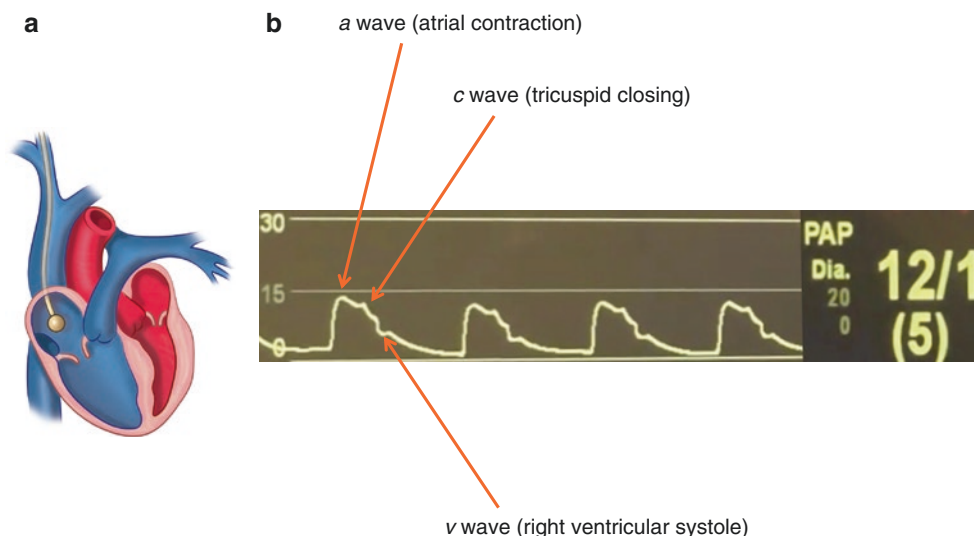 a
b
a wave (atrial contraction)
c wave (tricuspid closing)
30
15
0
PAP
Dia.
20
0
12/1
(5)
v wave (right ventricular systole)